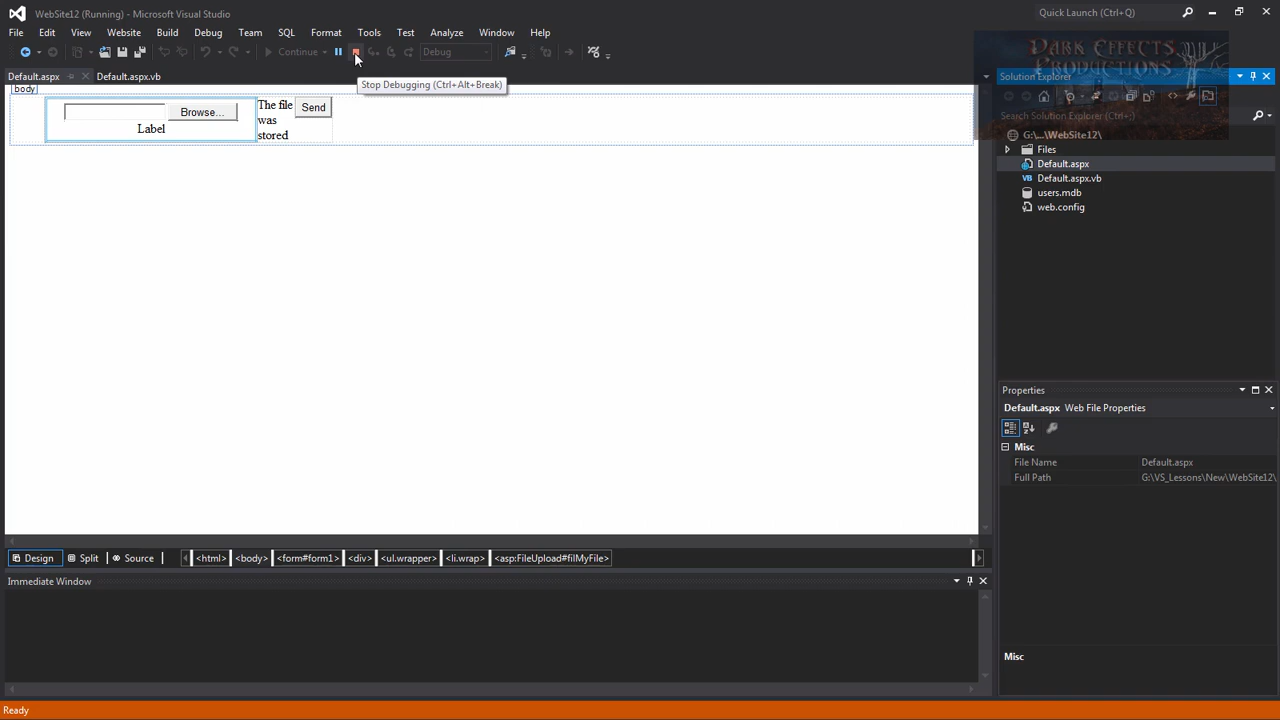 WebSite12 (Running) - Microsoft Visual Studio
Quick Launch (Ctrl+Q)
File Edit View Website Build Debug Team SQL Format Tools Test Analyze Window Help
Continue Debug
DARK EFFECTS PRODUCTIONS
Default.aspx Default.aspx.vb
Stop Debugging (Ctrl+Alt+Break)
body
Browse...
Label
The file
was
stored
Send
Solution Explorer
Search Solution Explorer (Ctrl+;)
G:\...\WebSite12\
Files
Default.aspx
VB Default.aspx.vb
users.mdb
web.config
Properties
Default.aspx Web File Properties
Misc
File Name Default.aspx
Full Path G:\VS_Lessons\New\WebSite12\
Misc
Design Split Source <html> <body> <form#form1> <div> <ul.wrapper> <li.wrap> <asp:FileUpload#filMyFile>
Immediate Window
Ready